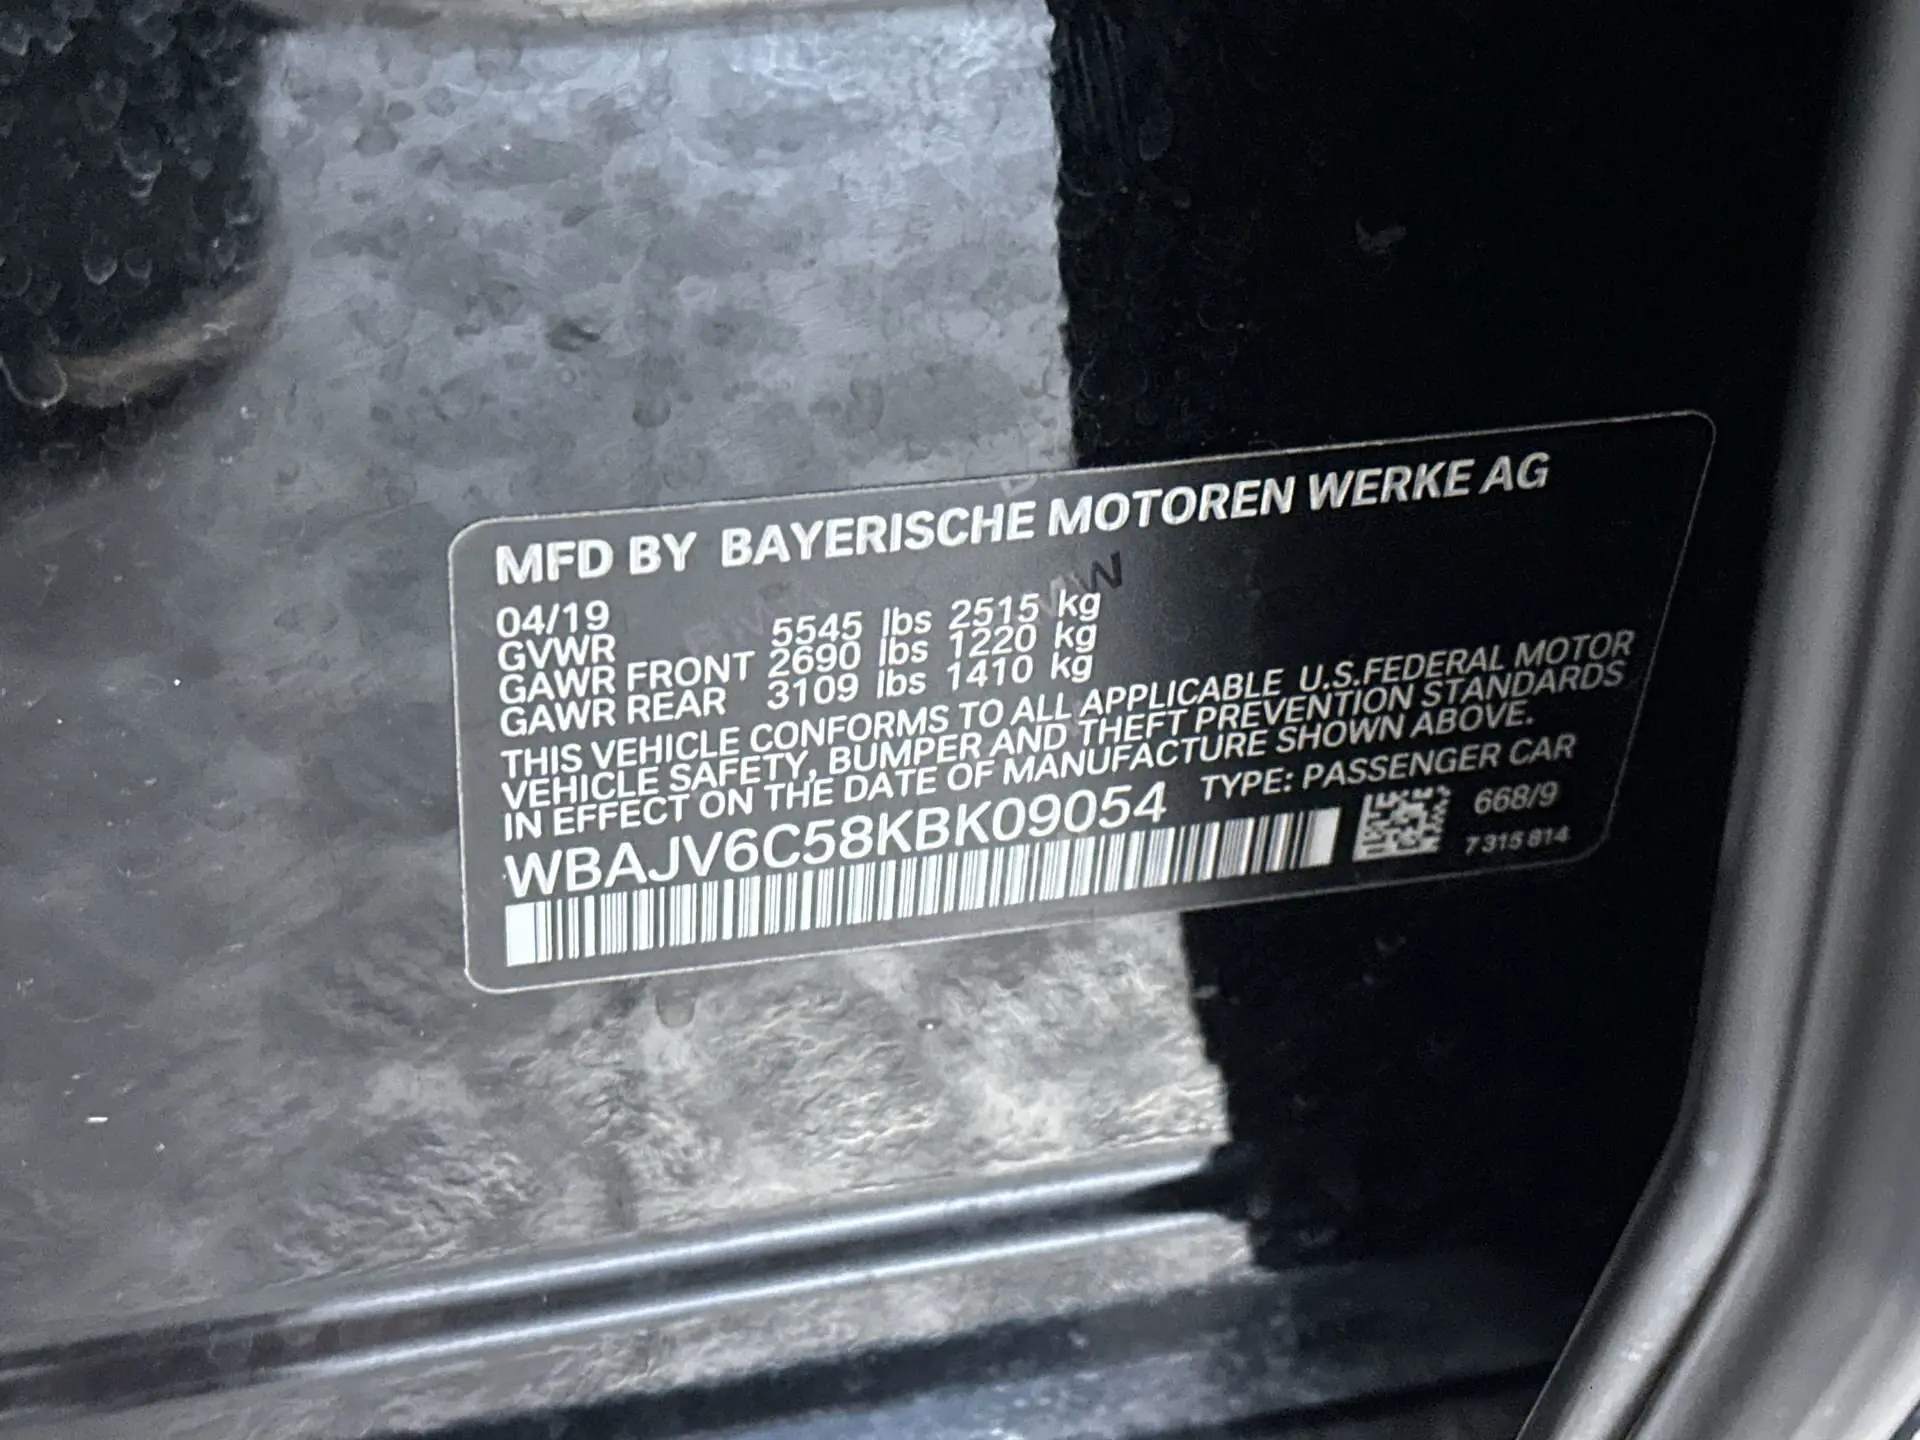 MFD BY BAYERISCHE MOTOREN WERKE AG
04/19
GVWR 5545 lbs 2515 kg
GAWR FRONT 2690 lbs 1220 kg
GAWR REAR 3109 lbs 1410 kg
THIS VEHICLE CONFORMS TO ALL APPLICABLE U.S.FEDERAL MOTOR
VEHICLE SAFETY, BUMPER AND THEFT PREVENTION STANDARDS
IN EFFECT ON THE DATE OF MANUFACTURE SHOWN ABOVE.
WBAJV6C58KBK09054 TYPE: PASSENGER CAR
668/9
7 315 814